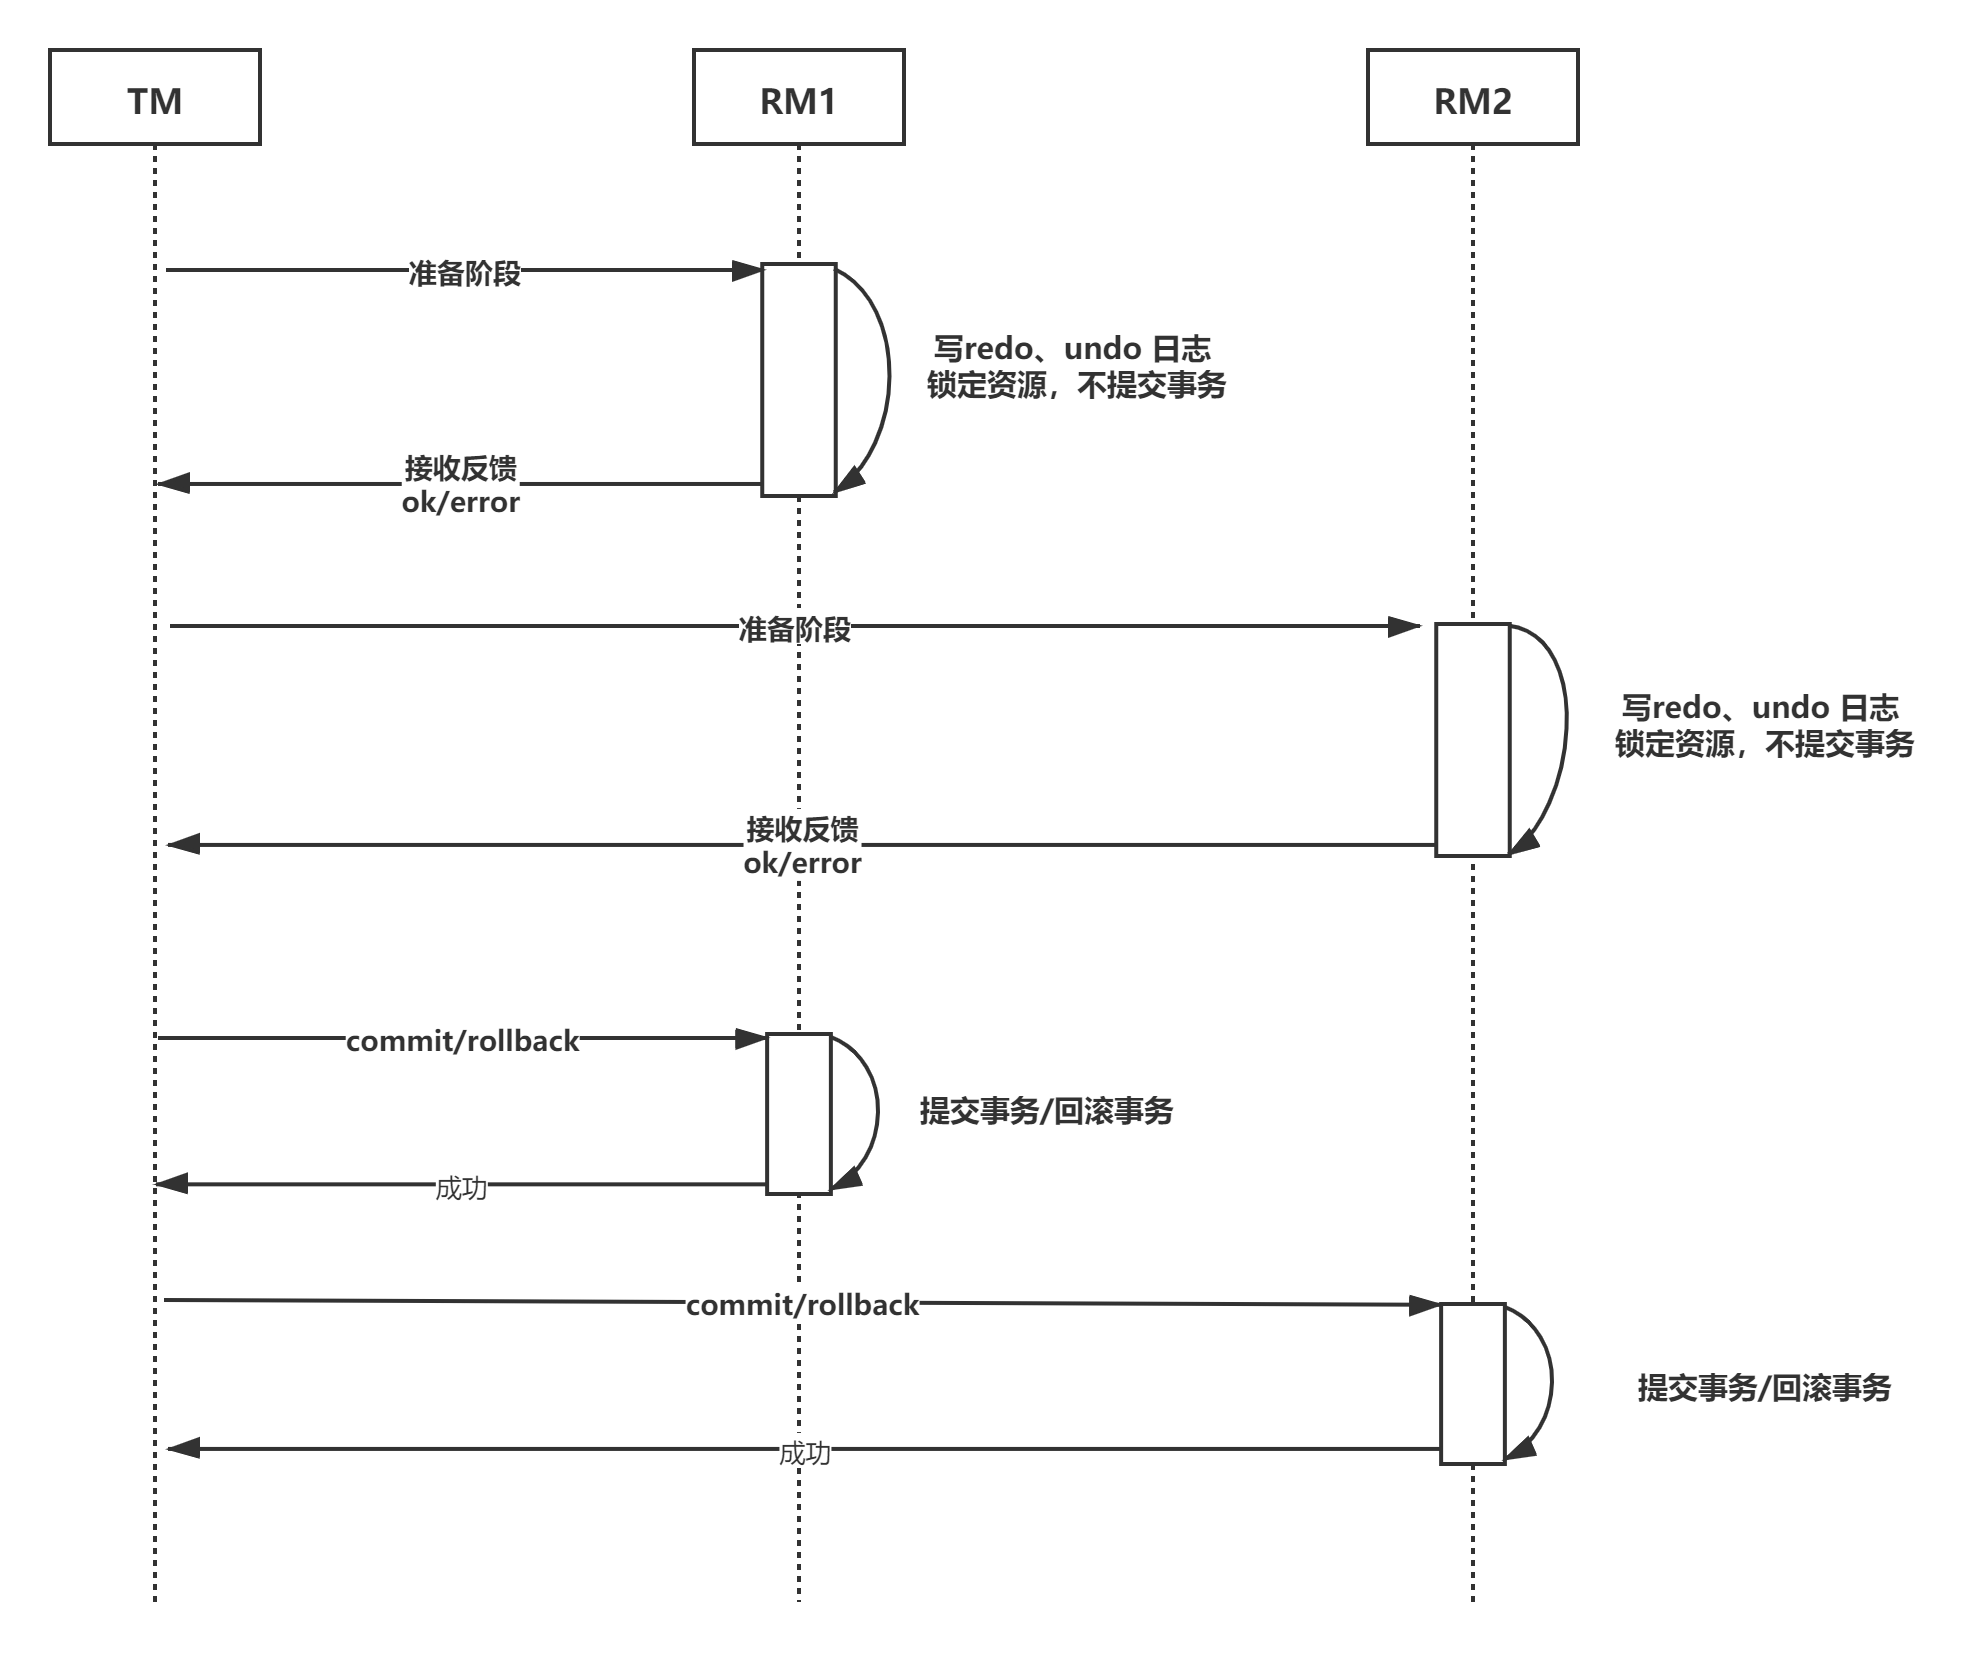 TM
RM1
RM2
准备阶段
写redo、undo 日志
锁定资源，不提交事务
接收反馈
ok/error
准备阶段
写redo、undo 日志
锁定资源，不提交事务
接收反馈
ok/error
commit/rollback
提交事务/回滚事务
成功
commit/rollback
提交事务/回滚事务
成功